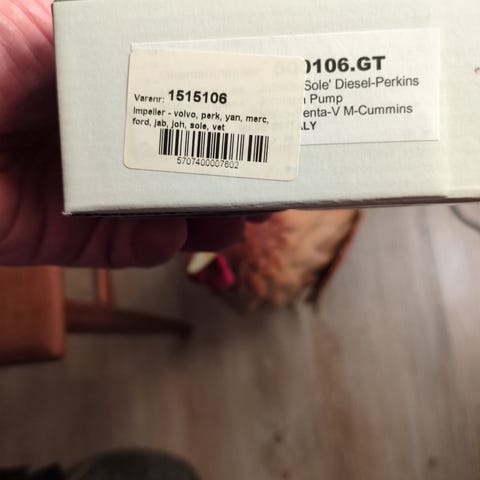 0106.GT
Sole' Diesel-Perkins
Pump
enta-V M-Cummins
LY
Varenr: 1515106
Impeller - volvo, perk, yan, merc,
ford, jab, joh, sole, vet
5707400007602